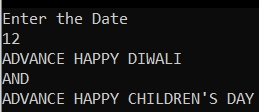 Enter the Date
12
ADVANCE HAPPY DIWALI
AND
ADVANCE HAPPY CHILDREN'S DAY